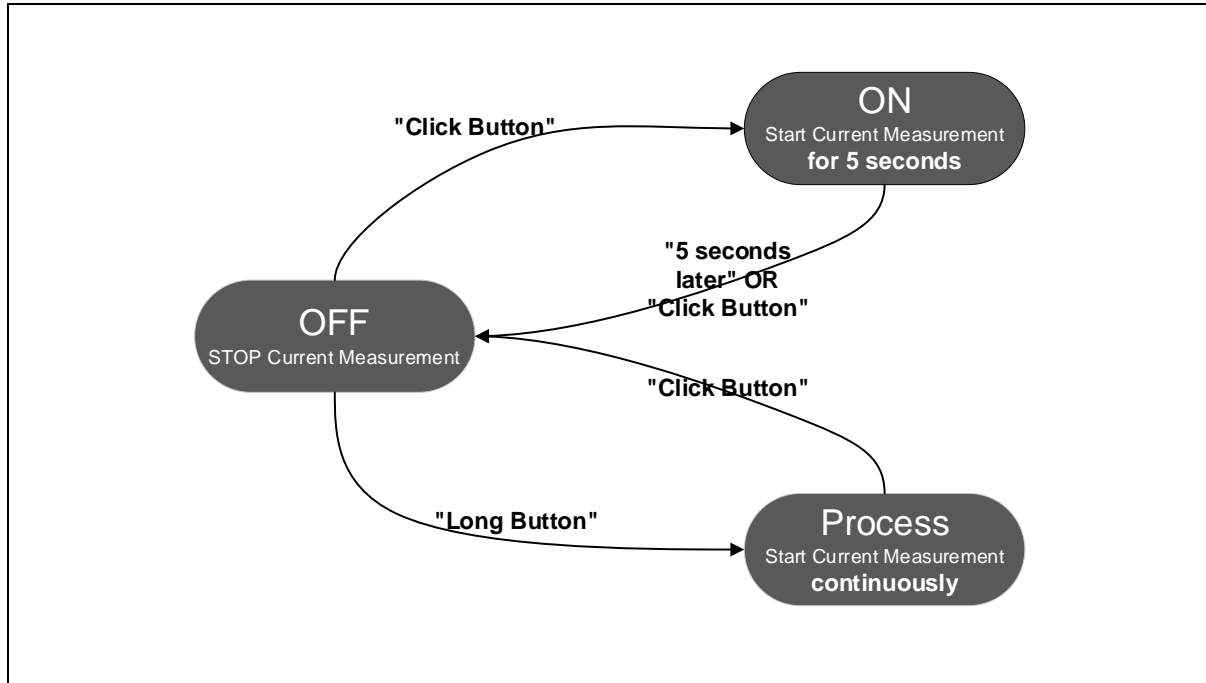 ON
Start Current Measurement
for 5 seconds
"Click Button"
"5 seconds
later" OR
"Click Button"
OFF
STOP Current Measurement
"Click Button"
"Long Button"
Process
Start Current Measurement
continuously